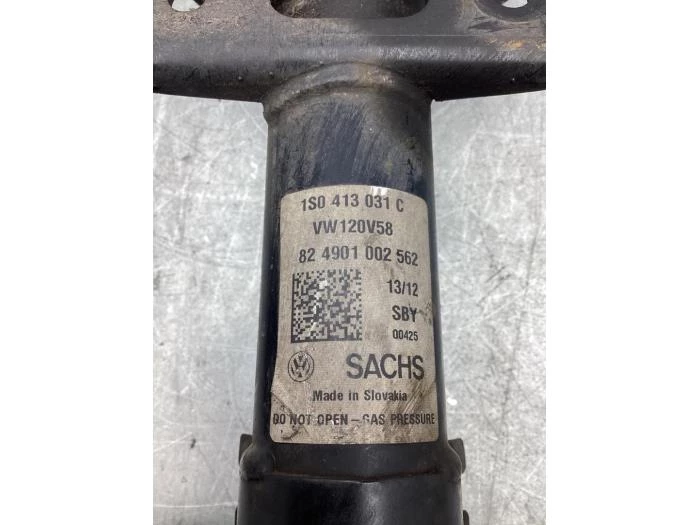 1S0 413 031 C
VW120V58
82 4901 002 562
13/12
SBY
00425
SACHS
Made in Slovakia
DO NOT OPEN-GAS PRESSURE